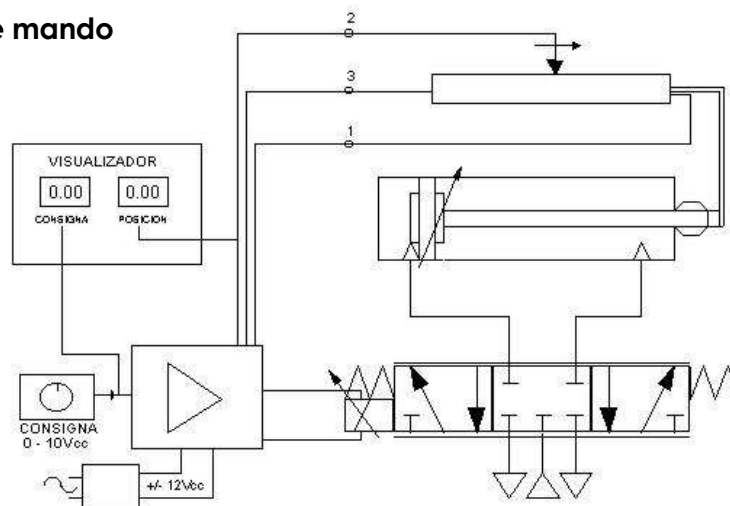 e mando
2
3
1
VISUALIZADOR
0.00 0.00
CONSIGNA POSICION
CONSIGNA
0 - 10Vcc
+/- 12Vcc